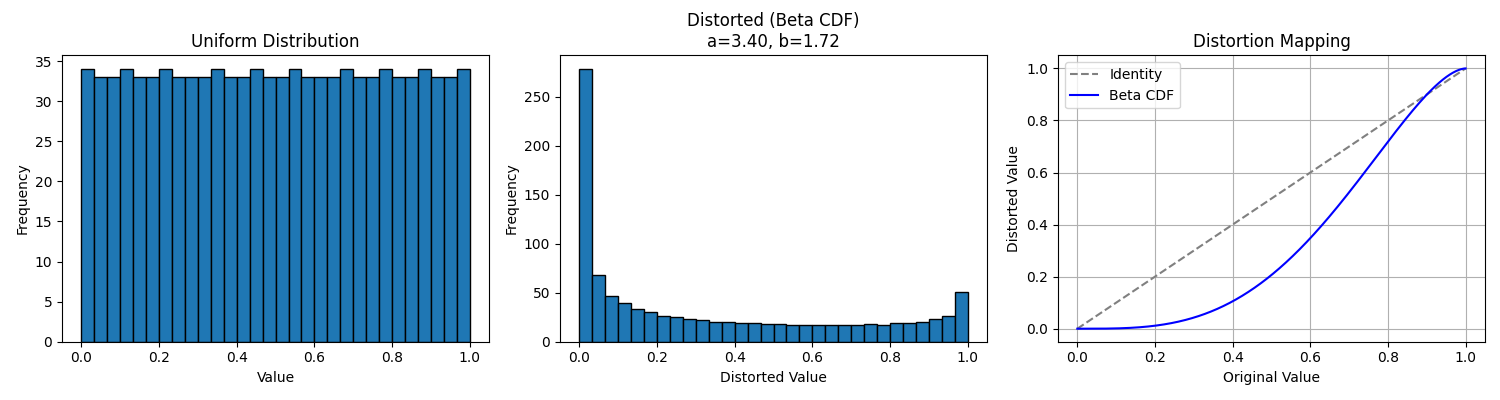 Uniform Distribution
Frequency
35
30
25
20
15
10
5
0
0.0 0.2 0.4 0.6 0.8 1.0
Value
Distorted (Beta CDF)
a=3.40, b=1.72
Frequency
250
200
150
100
50
0
0.0 0.2 0.4 0.6 0.8 1.0
Distorted Value
Distortion Mapping
Identity
Beta CDF
Distorted Value
1.0
0.8
0.6
0.4
0.2
0.0
0.0 0.2 0.4 0.6 0.8 1.0
Original Value